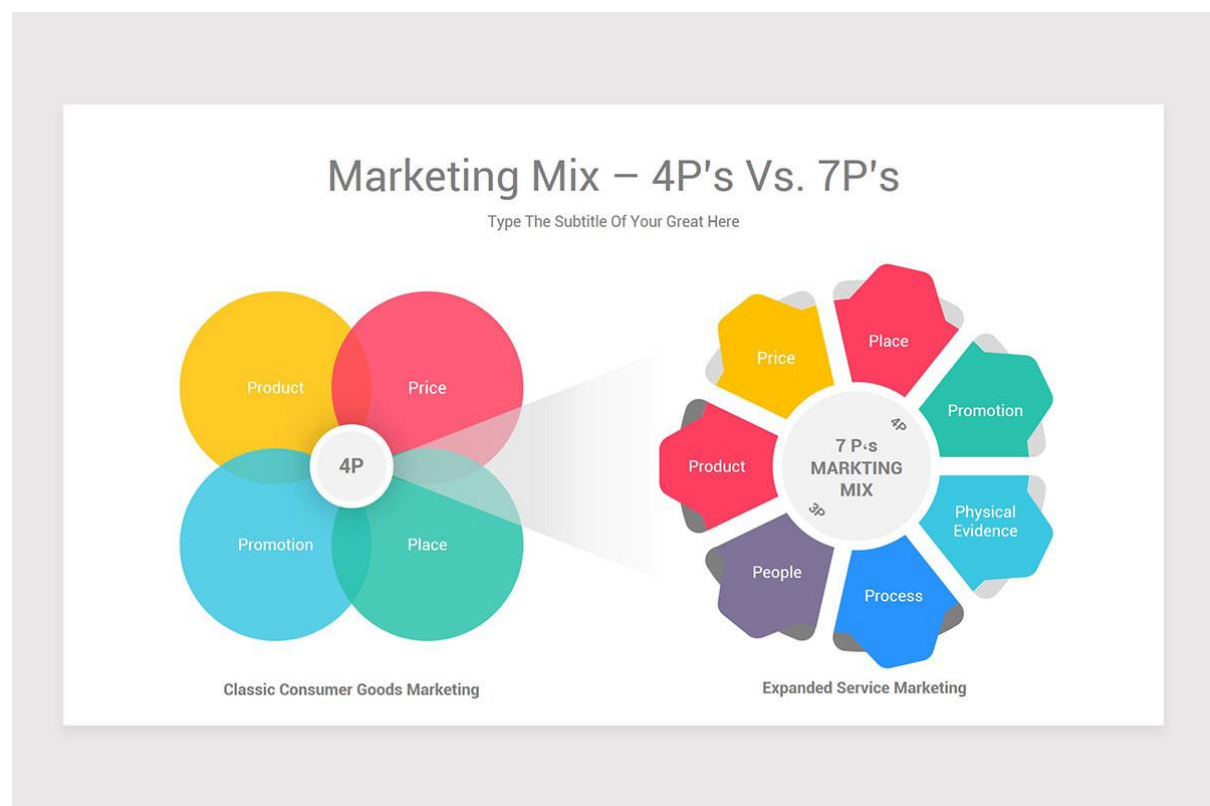 Marketing Mix – 4P's Vs. 7P's
Type The Subtitle Of Your Great Here
Product
Price
4P
Promotion
Place
Classic Consumer Goods Marketing
Price
Place
Promotion
Product
4P
7 P‘s
MARKTING
MIX
3P
Physical
Evidence
People
Process
Expanded Service Marketing